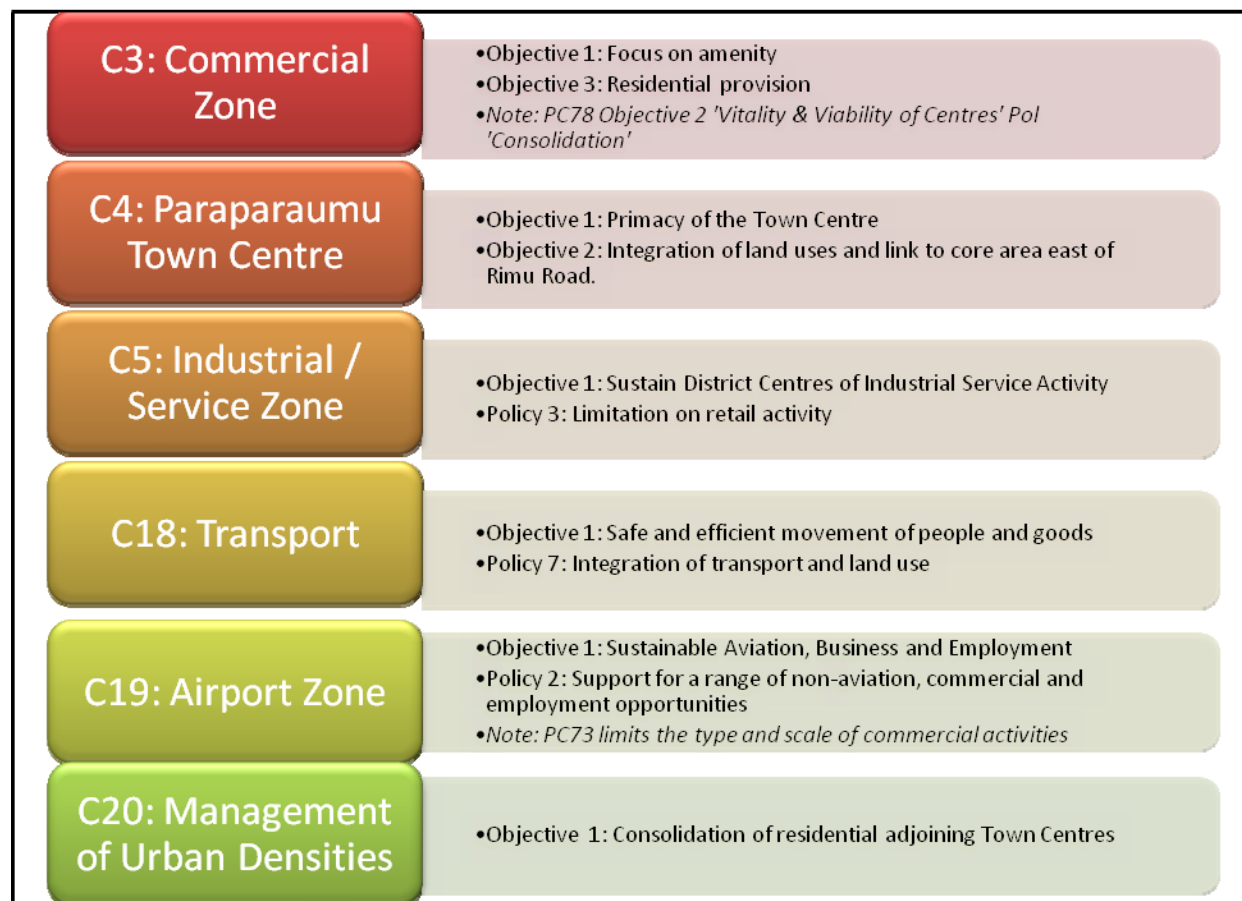 C3: Commercial
Zone
•Objective 1: Focus on amenity
•Objective 3: Residential provision
•Note: PC78 Objective 2 'Vitality & Viability of Centres' Pol
'Consolidation'
C4: Paraparaumu
Town Centre
•Objective 1: Primacy of the Town Centre
•Objective 2: Integration of land uses and link to core area east of
Rimu Road.
C5: Industrial /
Service Zone
•Objective 1: Sustain District Centres of Industrial Service Activity
•Policy 3: Limitation on retail activity
C18: Transport
•Objective 1: Safe and efficient movement of people and goods
•Policy 7: Integration of transport and land use
C19: Airport Zone
•Objective 1: Sustainable Aviation, Business and Employment
•Policy 2: Support for a range of non-aviation, commercial and
employment opportunities
•Note: PC73 limits the type and scale of commercial activities
C20: Management
of Urban Densities
•Objective 1: Consolidation of residential adjoining Town Centres